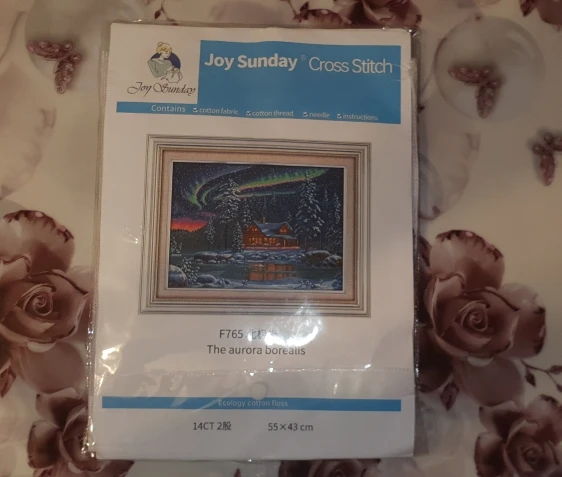 Joy Sunday® Cross Stitch
Joy Sunday
Contains ☑ cotton fabric ☑ cotton thread ☑ needle ☑ instructions
F765
The aurora borealis
Ecology cotton floss
14CT 2股 55×43 cm